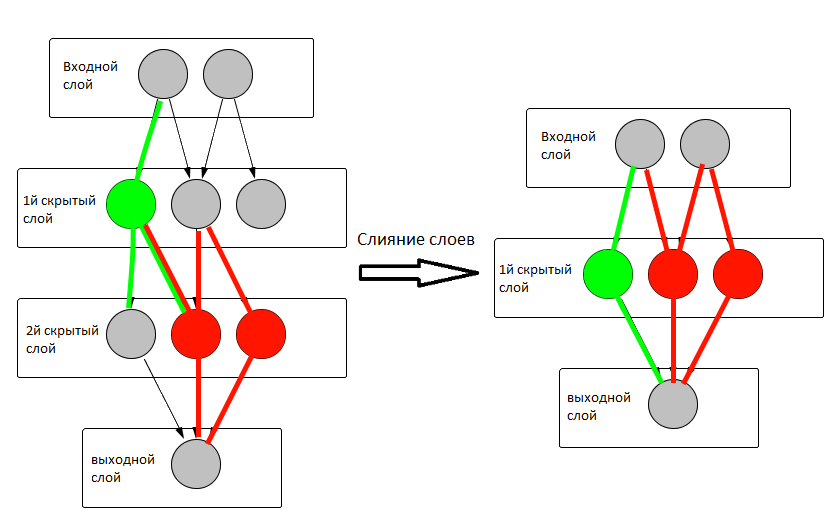 Входной
слой
1й скрытый
слой
2й скрытый
слой
выходной
слой
Слияние слоев
Входной
слой
1й скрытый
слой
выходной
слой